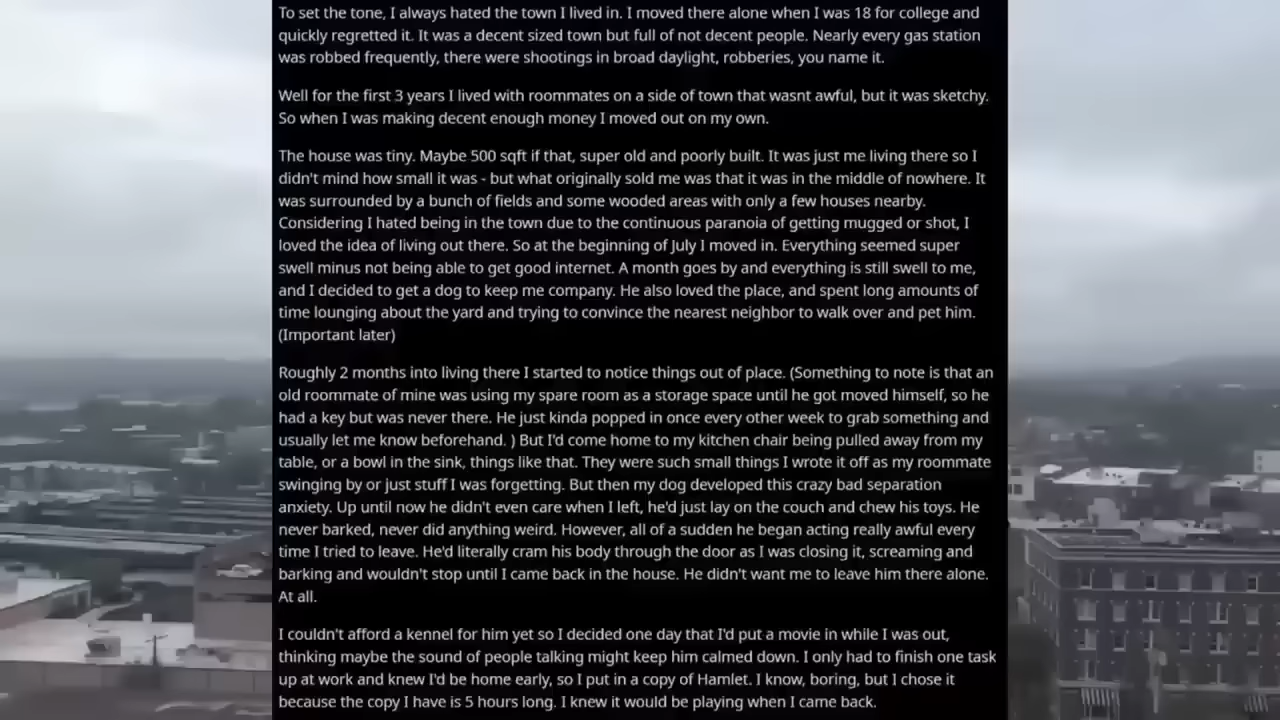 To set the tone, I always hated the town I lived in. I moved there alone when I was 18 for college and
quickly regretted it. It was a decent sized town but full of not decent people. Nearly every gas station
was robbed frequently, there were shootings in broad daylight, robberies, you name it.
Well for the first 3 years I lived with roommates on a side of town that wasnt awful, but it was sketchy.
So when I was making decent enough money I moved out on my own.
The house was tiny. Maybe 500 sqft if that, super old and poorly built. It was just me living there so I
didn't mind how small it was - but what originally sold me was that it was in the middle of nowhere. It
was surrounded by a bunch of fields and some wooded areas with only a few houses nearby.
Considering I hated being in the town due to the continuous paranoia of getting mugged or shot, I
loved the idea of living out there. So at the beginning of July I moved in. Everything seemed super
swell minus not being able to get good internet. A month goes by and everything is still swell to me,
and I decided to get a dog to keep me company. He also loved the place, and spent long amounts of
time lounging about the yard and trying to convince the nearest neighbor to walk over and pet him.
(Important later)
Roughly 2 months into living there I started to notice things out of place. (Something to note is that an
old roommate of mine was using my spare room as a storage space until he got moved himself, so he
had a key but was never there. He just kinda popped in once every other week to grab something and
usually let me know beforehand. ) But I'd come home to my kitchen chair being pulled away from my
table, or a bowl in the sink, things like that. They were such small things I wrote it off as my roommate
swinging by or just stuff I was forgetting. But then my dog developed this crazy bad separation
anxiety. Up until now he didn't even care when I left, he'd just lay on the couch and chew his toys. He
never barked, never did anything weird. However, all of a sudden he began acting really awful every
time I tried to leave. He'd literally cram his body through the door as I was closing it, screaming and
barking and wouldn't stop until I came back in the house. He didn't want me to leave him there alone.
At all.
I couldn't afford a kennel for him yet so I decided one day that I'd put a movie in while I was out,
thinking maybe the sound of people talking might keep him calmed down. I only had to finish one task
up at work and knew I'd be home early, so I put in a copy of Hamlet. I know, boring, but I chose it
because the copy I have is 5 hours long. I knew it would be playing when I came back.